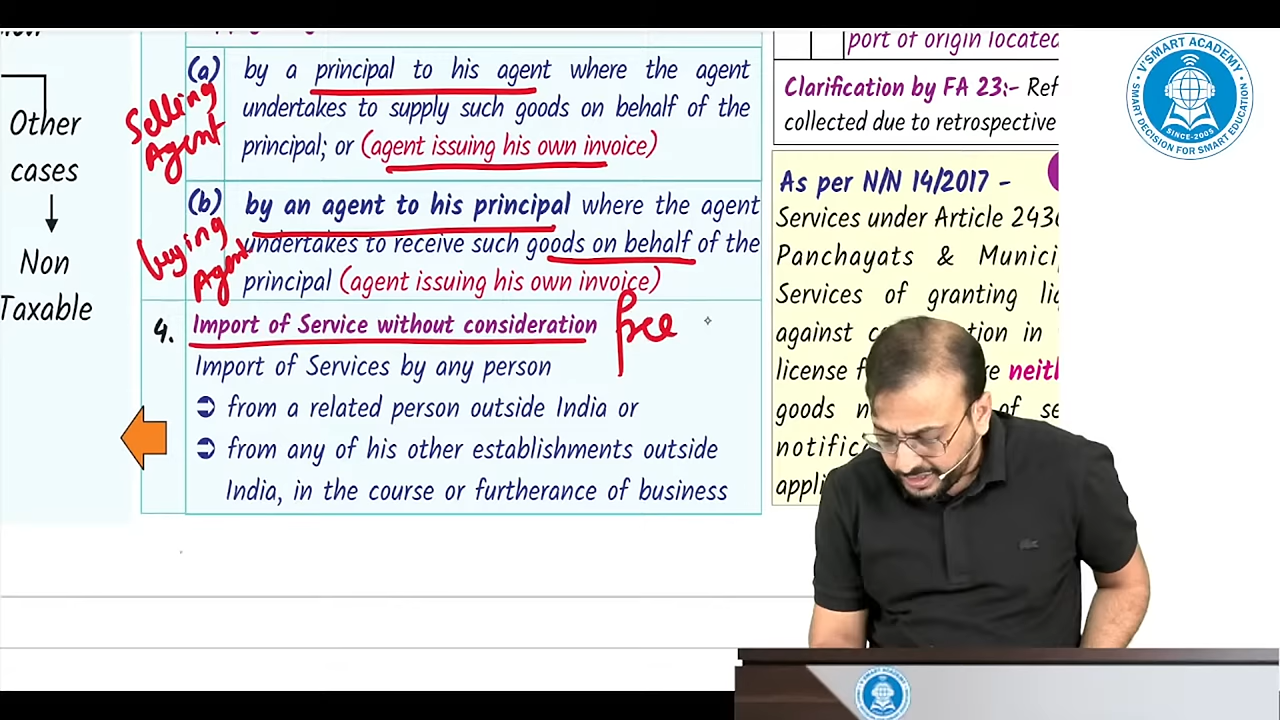 Other
cases
Non
Taxable
Selling
Agent
(a) by a principal to his agent where the agent
undertakes to supply such goods on behalf of the
principal; or (agent issuing his own invoice)
buying
Agent
(b) by an agent to his principal where the agent
undertakes to receive such goods on behalf of the
principal (agent issuing his own invoice)
4. Import of Service without consideration free
Import of Services by any person
➲ from a related person outside India or
➲ from any of his other establishments outside
India, in the course or furtherance of business
port of origin located
Clarification by FA 23:- Ref
collected due to retrospective
As per N/N 14/2017 -
Services under Article 243
Panchayats & Munici
Services of granting
against in
license neith
goods of se
notific
appli
V'SMART ACADEMY
SINCE-2005
SMART DECISION FOR SMART EDUCATION